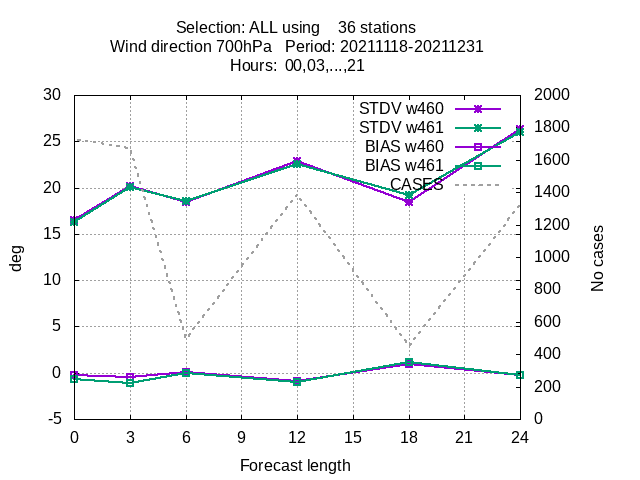 Selection: ALL using    36 stations
Wind direction 700hPa   Period: 20211118-20211231
Hours:  00,03,...,21
STDV w460
STDV w461
BIAS w460
BIAS w461
CASES
30
25
20
15
10
5
0
-5
deg
2000
1800
1600
1400
1200
1000
800
600
400
200
0
No cases
0 3 6 9 12 15 18 21 24
Forecast length